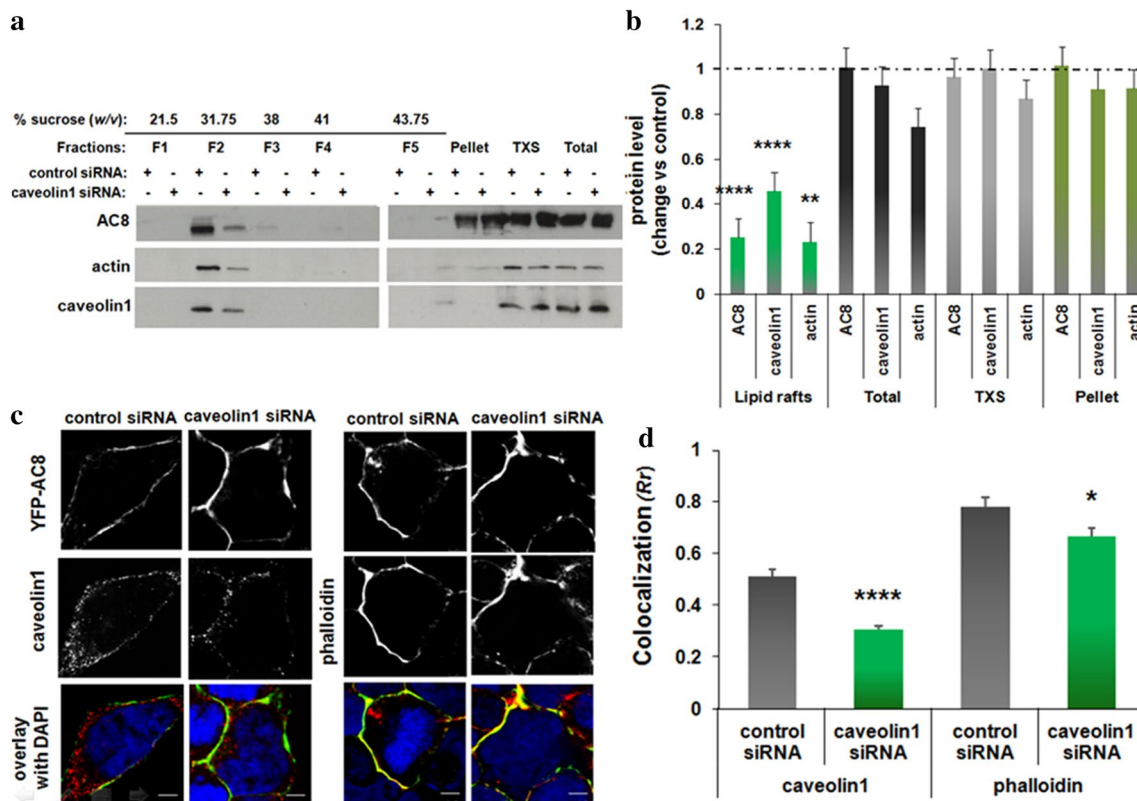 a
% sucrose (w/v): 21.5 31.75 38 41 43.75
Fractions: F1 F2 F3 F4 F5 Pellet TXS Total
control siRNA: + + + + + + + +
- - - - - - - -
caveolin1 siRNA: - - - - - - - -
+ + + + + + + +
AC8
actin
caveolin1
b
protein level
(change vs control)
1.2
1
0.8
0.6
0.4
0.2
0
****
****
**
AC8 caveolin1 actin AC8 caveolin1 actin AC8 caveolin1 actin AC8 caveolin1 actin
Lipid rafts Total TXS Pellet
c
control siRNA caveolin1 siRNA control siRNA caveolin1 siRNA
YFP-AC8
caveolin1
phalloidin
overlay
with DAPI
d
Colocalization (Rr)
1
0.8
0.6
0.4
0.2
0
****
*
control
siRNA
caveolin1
siRNA
control
siRNA
caveolin1
siRNA
caveolin1 phalloidin